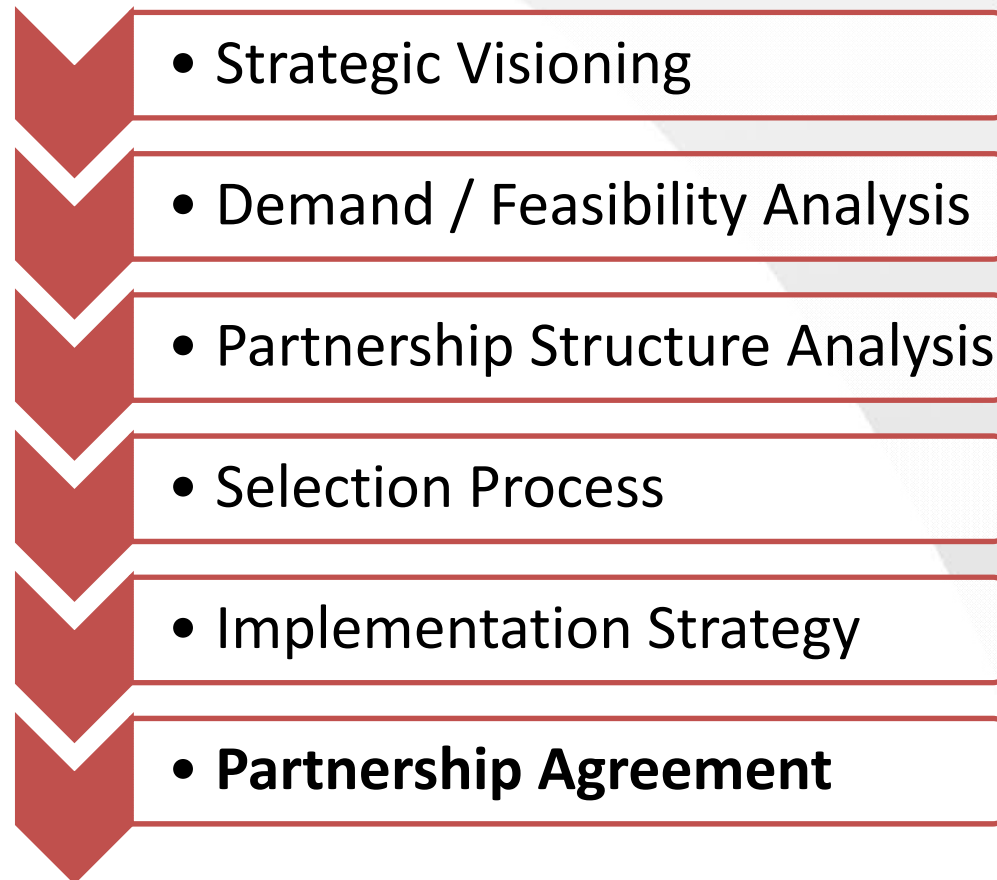 • Strategic Visioning
• Demand / Feasibility Analysis
• Partnership Structure Analysis
• Selection Process
• Implementation Strategy
• Partnership Agreement